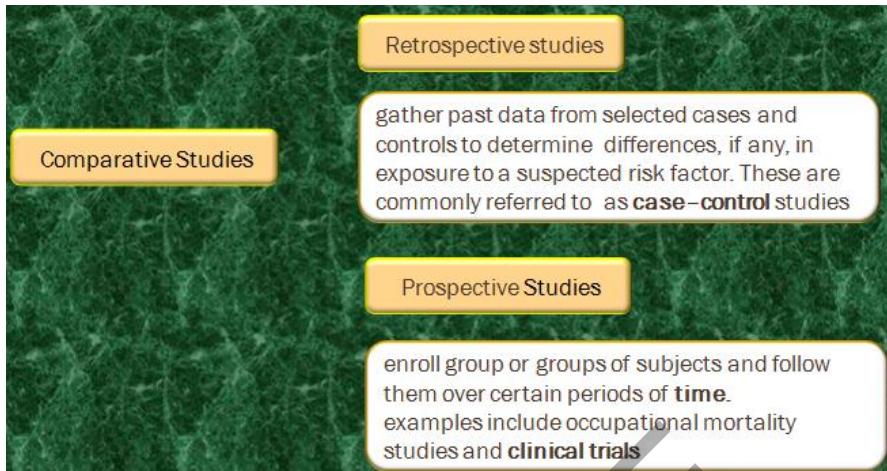 Retrospective studies
gather past data from selected cases and
controls to determine differences, if any, in
exposure to a suspected risk factor. These are
commonly referred to as case–control studies
Comparative Studies
Prospective Studies
enroll group or groups of subjects and follow
them over certain periods of time.
examples include occupational mortality
studies and clinical trials